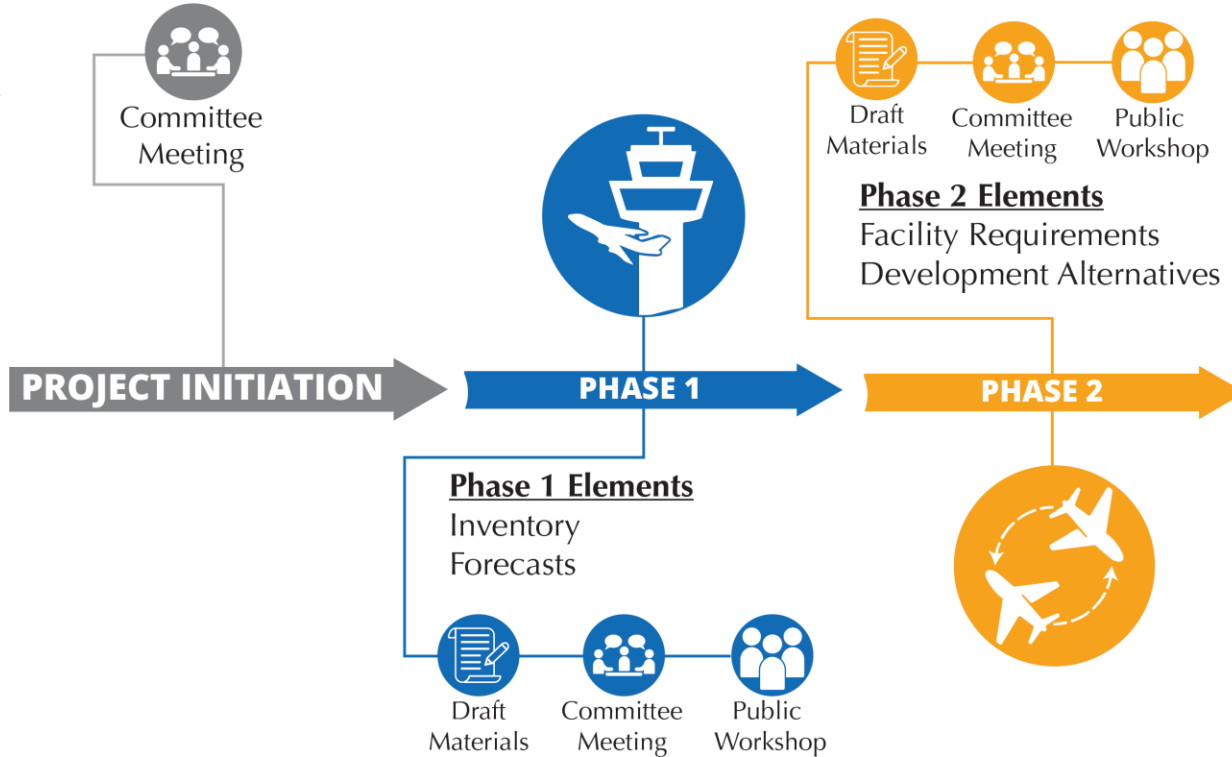 Committee
Meeting
Draft
Materials
Committee
Meeting
Public
Workshop
Phase 2 Elements
Facility Requirements
Development Alternatives
PROJECT INITIATION
PHASE 1
PHASE 2
Phase 1 Elements
Inventory
Forecasts
Draft
Materials
Committee
Meeting
Public
Workshop